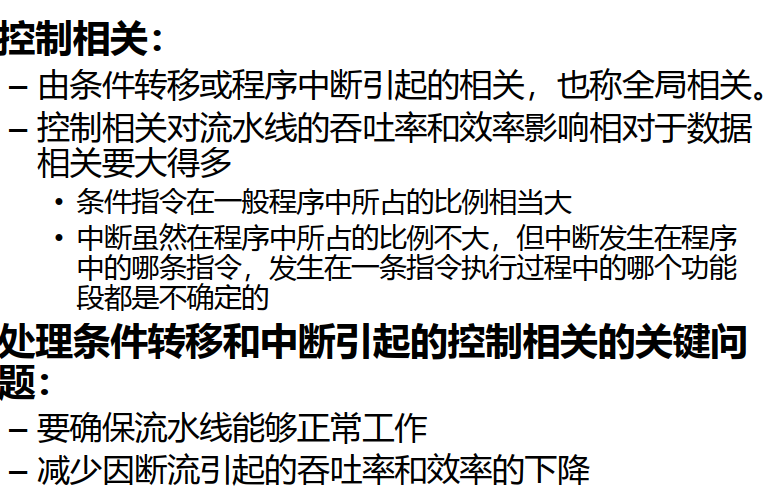 控制相关：
– 由条件转移或程序中断引起的相关，也称全局相关。
– 控制相关对流水线的吞吐率和效率影响相对于数据
相关要大得多
• 条件指令在一般程序中所占的比例相当大
• 中断虽然在程序中所占的比例不大，但中断发生在程序
中的哪条指令，发生在一条指令执行过程中的哪个功能
段都是不确定的
处理条件转移和中断引起的控制相关的关键问
题：
– 要确保流水线能够正常工作
– 减少因断流引起的吞吐率和效率的下降